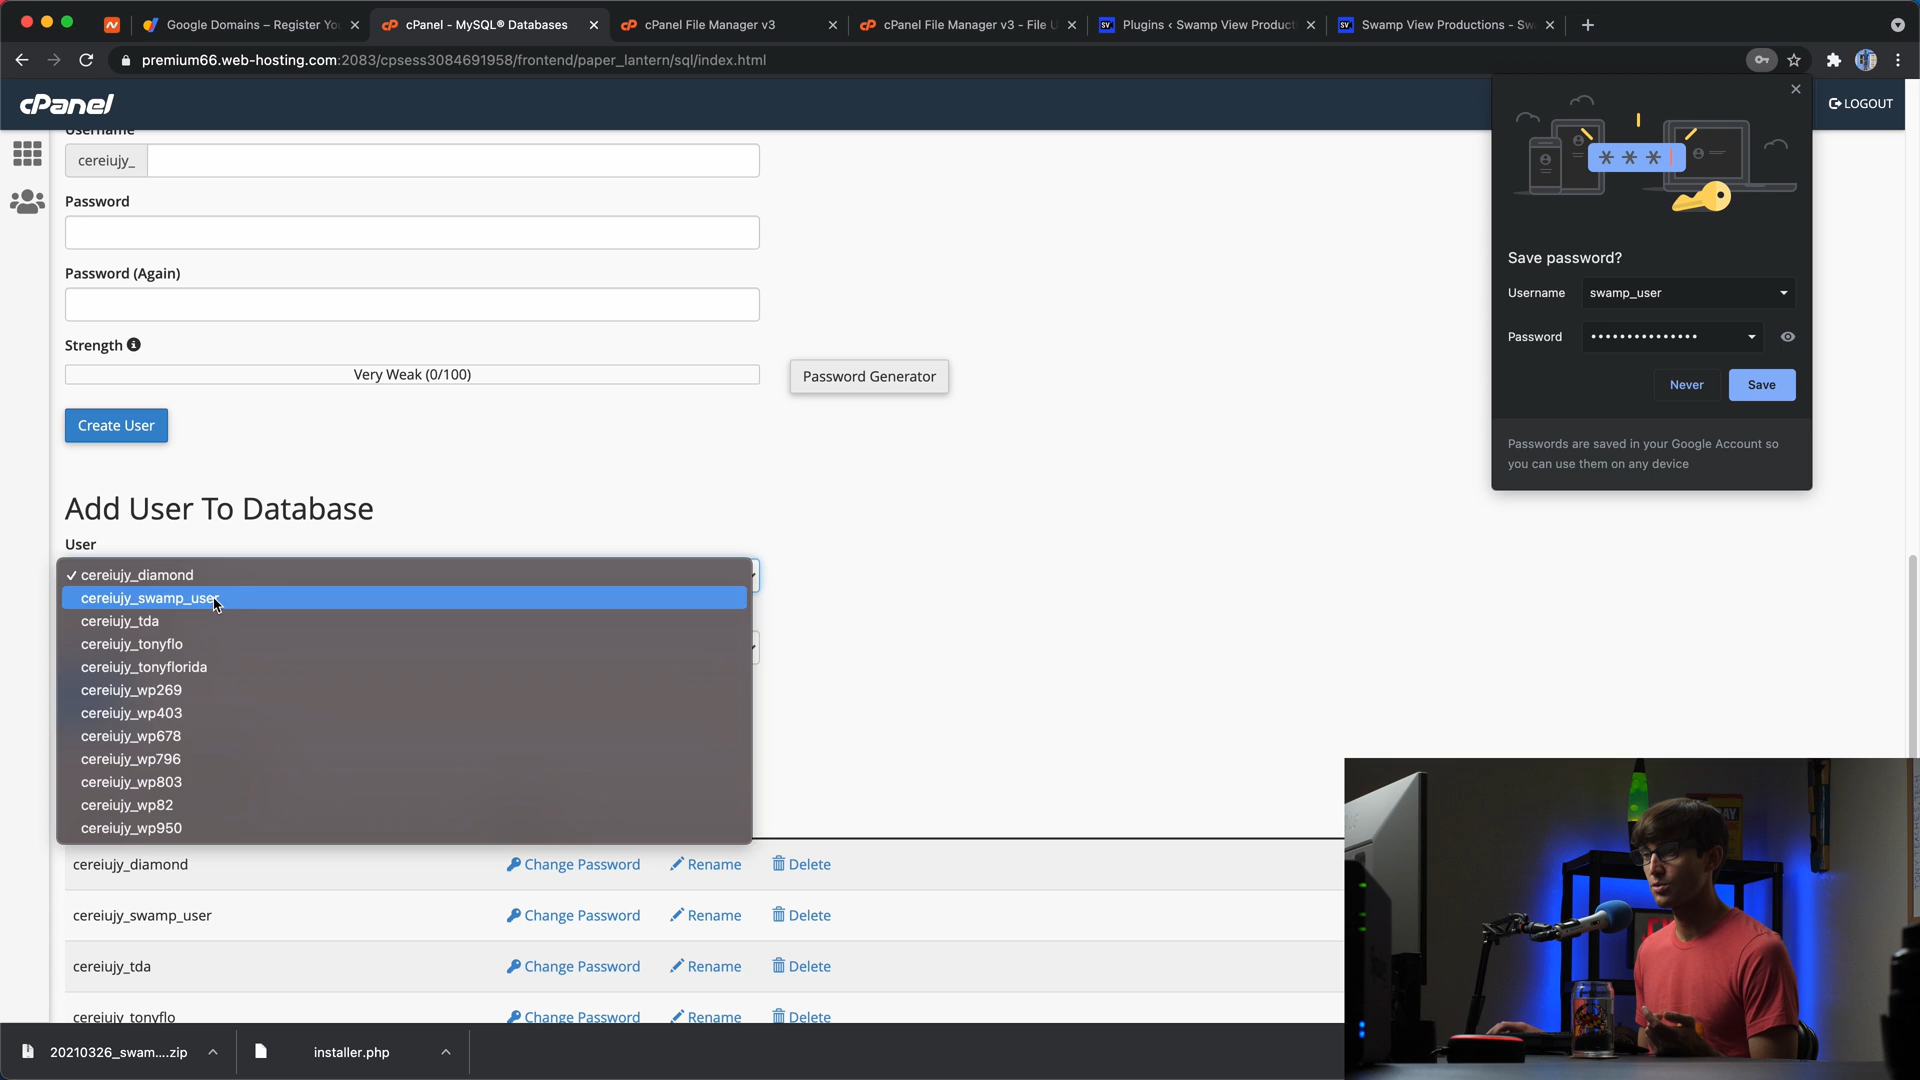 Google Domains – Register Yo
cPanel - MySQL® Databases
cPanel File Manager v3
cPanel File Manager v3 - File U
Plugins < Swamp View Product
Swamp View Productions - Sw
premium66.web-hosting.com:2083/cpsess3084691958/frontend/paper_lantern/sql/index.html
cPanel
LOGOUT
Username
cereiujy_
Password
Password (Again)
Strength
Very Weak (0/100)
Password Generator
Create User
Add User To Database
User
✓ cereiujy_diamond
cereiujy_swamp_user
cereiujy_tda
cereiujy_tonyflo
cereiujy_tonyflorida
cereiujy_wp269
cereiujy_wp403
cereiujy_wp678
cereiujy_wp796
cereiujy_wp803
cereiujy_wp82
cereiujy_wp950
cereiujy_diamond Change Password Rename Delete
cereiujy_swamp_user Change Password Rename Delete
cereiujy_tda Change Password Rename Delete
cereiujy_tonyflo Change Password Rename Delete
Save password?
Username swamp_user
Password •••••••••••••••
Never Save
Passwords are saved in your Google Account so
you can use them on any device
20210326_swam....zip
installer.php